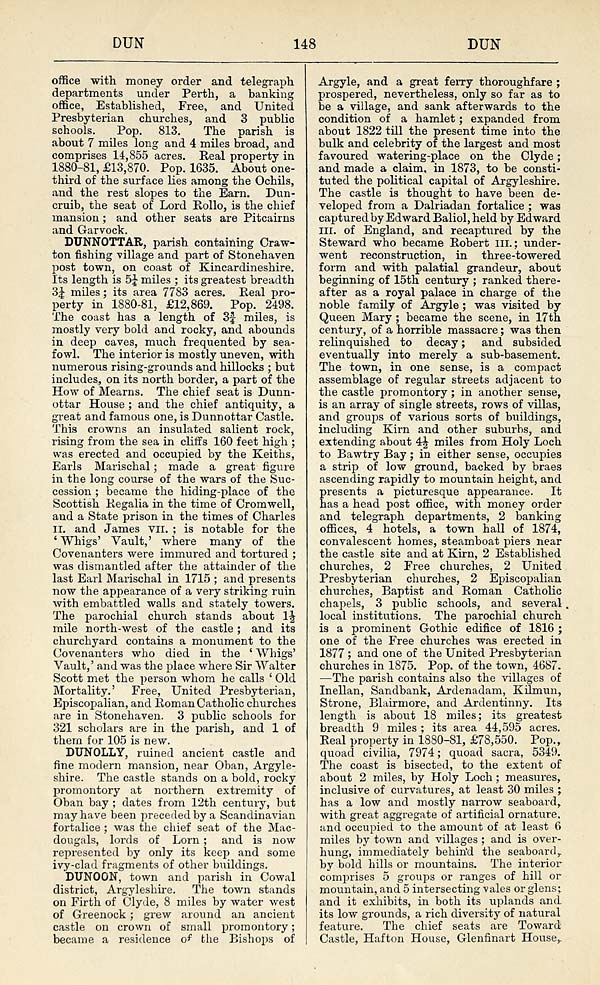 DUN 148 DUN
office with money order and telegraph
departments under Perth, a banking
office, Established, Free, and United
Presbyterian churches, and 3 public
schools. Pop. 813. The parish is
about 7 miles long and 4 miles broad, and
comprises 14,855 acres. Real property in
1880-81, £13,870. Pop. 1635. About one-
third of the surface lies among the Ochils,
and the rest slopes to the Earn. Dun-
cruib, the seat of Lord Rollo, is the chief
mansion; and other seats are Pitcairns
and Garvock.
DUNNOTTAR, parish containing Craw-
ton fishing village and part of Stonehaven
post town, on coast of Kincardineshire.
Its length is 5¼ miles; its greatest breadth
3¼ miles; its area 7783 acres. Real pro-
perty in 1880-81, £12,869. Pop. 2498.
The coast has a length of 3¾ miles, is
mostly very bold and rocky, and abounds
in deep caves, much frequented by sea-
fowl. The interior is mostly uneven, with
numerous rising-grounds and hillocks; but
includes, on its north border, a part of the
How of Mearns. The chief seat is Dunn-
ottar House; and the chief antiquity, a
great and famous one, is Dunnottar Castle.
This crowns an insulated salient rock,
rising from the sea in cliffs 160 feet high;
was erected and occupied by the Keiths,
Earls Marischal; made a great figure
in the long course of the wars of the Suc-
cession; became the hiding-place of the
Scottish Regalia in the time of Cromwell,
and a State prison in the times of Charles
II. and James VII.; is notable for the
‘Whigs’ Vault,’ where many of the
Covenanters were immured and tortured;
was dismantled after the attainder of the
last Earl Marischal in 1715; and presents
now the appearance of a very striking ruin
with embattled walls and stately towers.
The parochial church stands about 1½
mile north-west of the castle; and its
churchyard contains a monument to the
Covenanters who died in the ‘Whigs’
Vault,’ and was the place where Sir Walter
Scott met the person whom he calls ‘Old
Mortality.’ Free, United Presbyterian,
Episcopalian, and Roman Catholic churches
are in Stonehaven. 3 public schools for
321 scholars are in the parish, and 1 of
them for 105 is new.
DUNOLLY, ruined ancient castle and
fine modern mansion, near Oban, Argyle-
shire. The castle stands on a bold, rocky
promontory at northern extremity of
Oban bay; dates from 12th century, but
may have been preceded by a Scandinavian
fortalice; was the chief seat of the Mac-
dougals, lords of Lorn; and is now
represented by only its keep and some
ivy-clad fragments of other buildings.
DUNOON, town and parish in Cowal
district, Argyleshire. The town stands
on Firth of Clyde, 8 miles by water west
of Greenock; grew around an ancient
castle on crown of small promontory;
became a residence of the Bishops of
Argyle, and a great ferry thoroughfare;
prospered, nevertheless, only so far as to
be a village, and sank afterwards to the
condition of a hamlet; expanded from
about 1822 till the present time into the
bulk and celebrity of the largest and most
favoured watering-place on the Clyde;
and made a claim, in 1873, to be consti-
tuted the political capital of Argyleshire.
The castle is thought to have been de-
veloped from a Dalriadan fortalice; was
captured by Edward Baliol, held by Edward
III. of England, and recaptured by the
Steward who became Robert III.; under-
went reconstruction, in three-towered
form and with palatial grandeur, about
beginning of 15th century; ranked there-
after as a royal palace in charge of the
noble family of Argyle; was visited by
Queen Mary; became the scene, in 17th
century, of a horrible massacre; was then
relinquished to decay; and subsided
eventually into merely a sub-basement.
The town, in one sense, is a compact
assemblage of regular streets adjacent to
the castle promontory; in another sense,
is an array of single streets, rows of villas,
and groups of various sorts of buildings,
including Kirn and other suburbs, and
extending about 4½ miles from Holy Loch
to Bawtry Bay; in either sense, occupies
a strip of low ground, backed by braes
ascending rapidly to mountain height, and
presents a picturesque appearance. It
has a head post office, with money order
and telegraph departments, 2 banking
offices, 4 hotels, a town hall of 1874,
convalescent homes, steamboat piers near
the castle site and at Kirn, 2 Established
churches, 2 Free churches, 2 United
Presbyterian churches, 2 Episcopalian
churches, Baptist and Roman Catholic
chapels, 3 public schools, and several
local institutions. The parochial church
is a prominent Gothic edifice of 1816;
one of the Free churches was erected in
1877; and one of the United Presbyterian
churches in 1875. Pop. of the town, 4687.
—The parish contains also the villages of
Inellan, Sandbank, Ardenadam, Kilmun,
Strone, Blairmore, and Ardentinny. Its
length is about 18 miles; its greatest
breadth 9 miles; its area 44,595 acres.
Real property in 1880-81, £78,550. Pop.,
quoad civilia, 7974; quoad sacra, 5349.
The coast is bisected, to the extent of
about 2 miles, by Holy Loch; measures,
inclusive of curvatures, at least 30 miles;
has a low and mostly narrow seaboard,
with great aggregate of artificial ornature,
and occupied to the amount of at least 6
miles by town and villages; and is over-
hung, immediately behind the seaboard,
by bold hills or mountains. The interior
comprises 5 groups or ranges of hill or
mountain, and 5 intersecting vales or glens;
and it exhibits, in both its uplands and
its low grounds, a rich diversity of natural
feature. The chief seats are Toward
Castle, Hafton House, Glenfinart House,